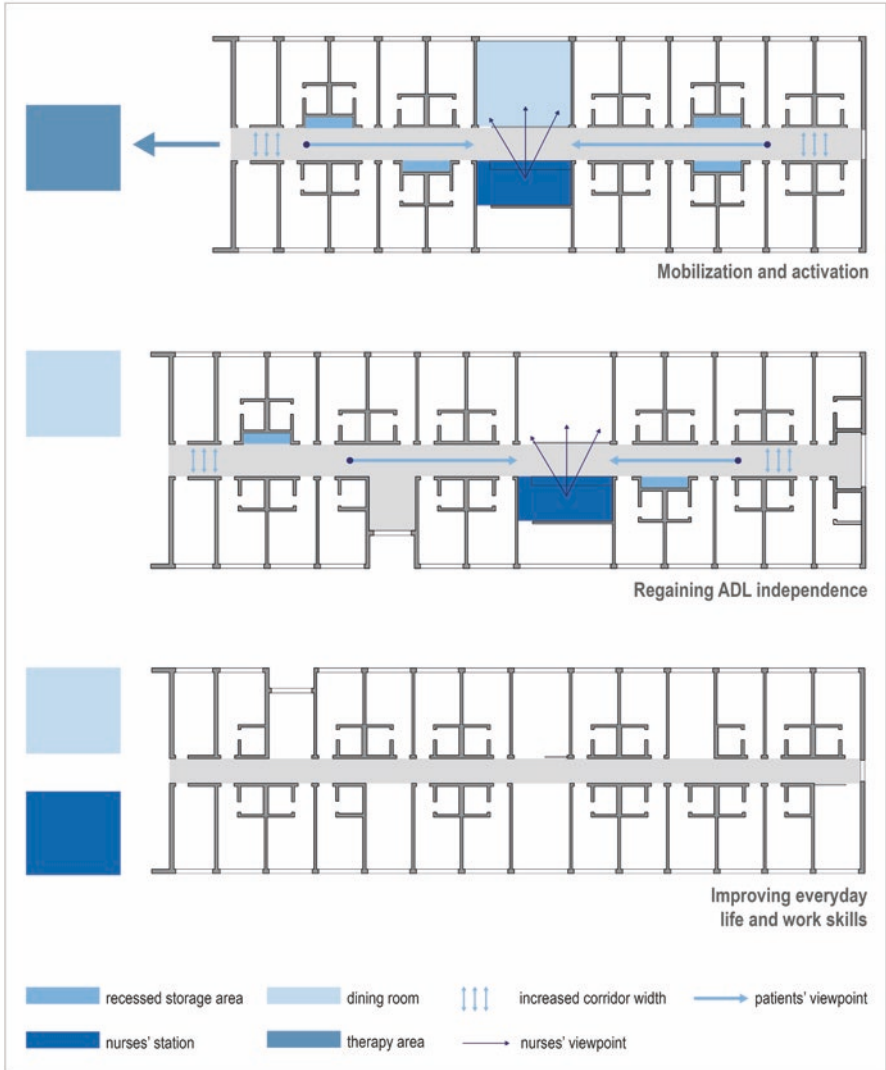 Mobilization and activation
Regaining ADL independence
Improving everyday
life and work skills
recessed storage area
dining room
increased corridor width
patients' viewpoint
nurses' station
therapy area
nurses' viewpoint